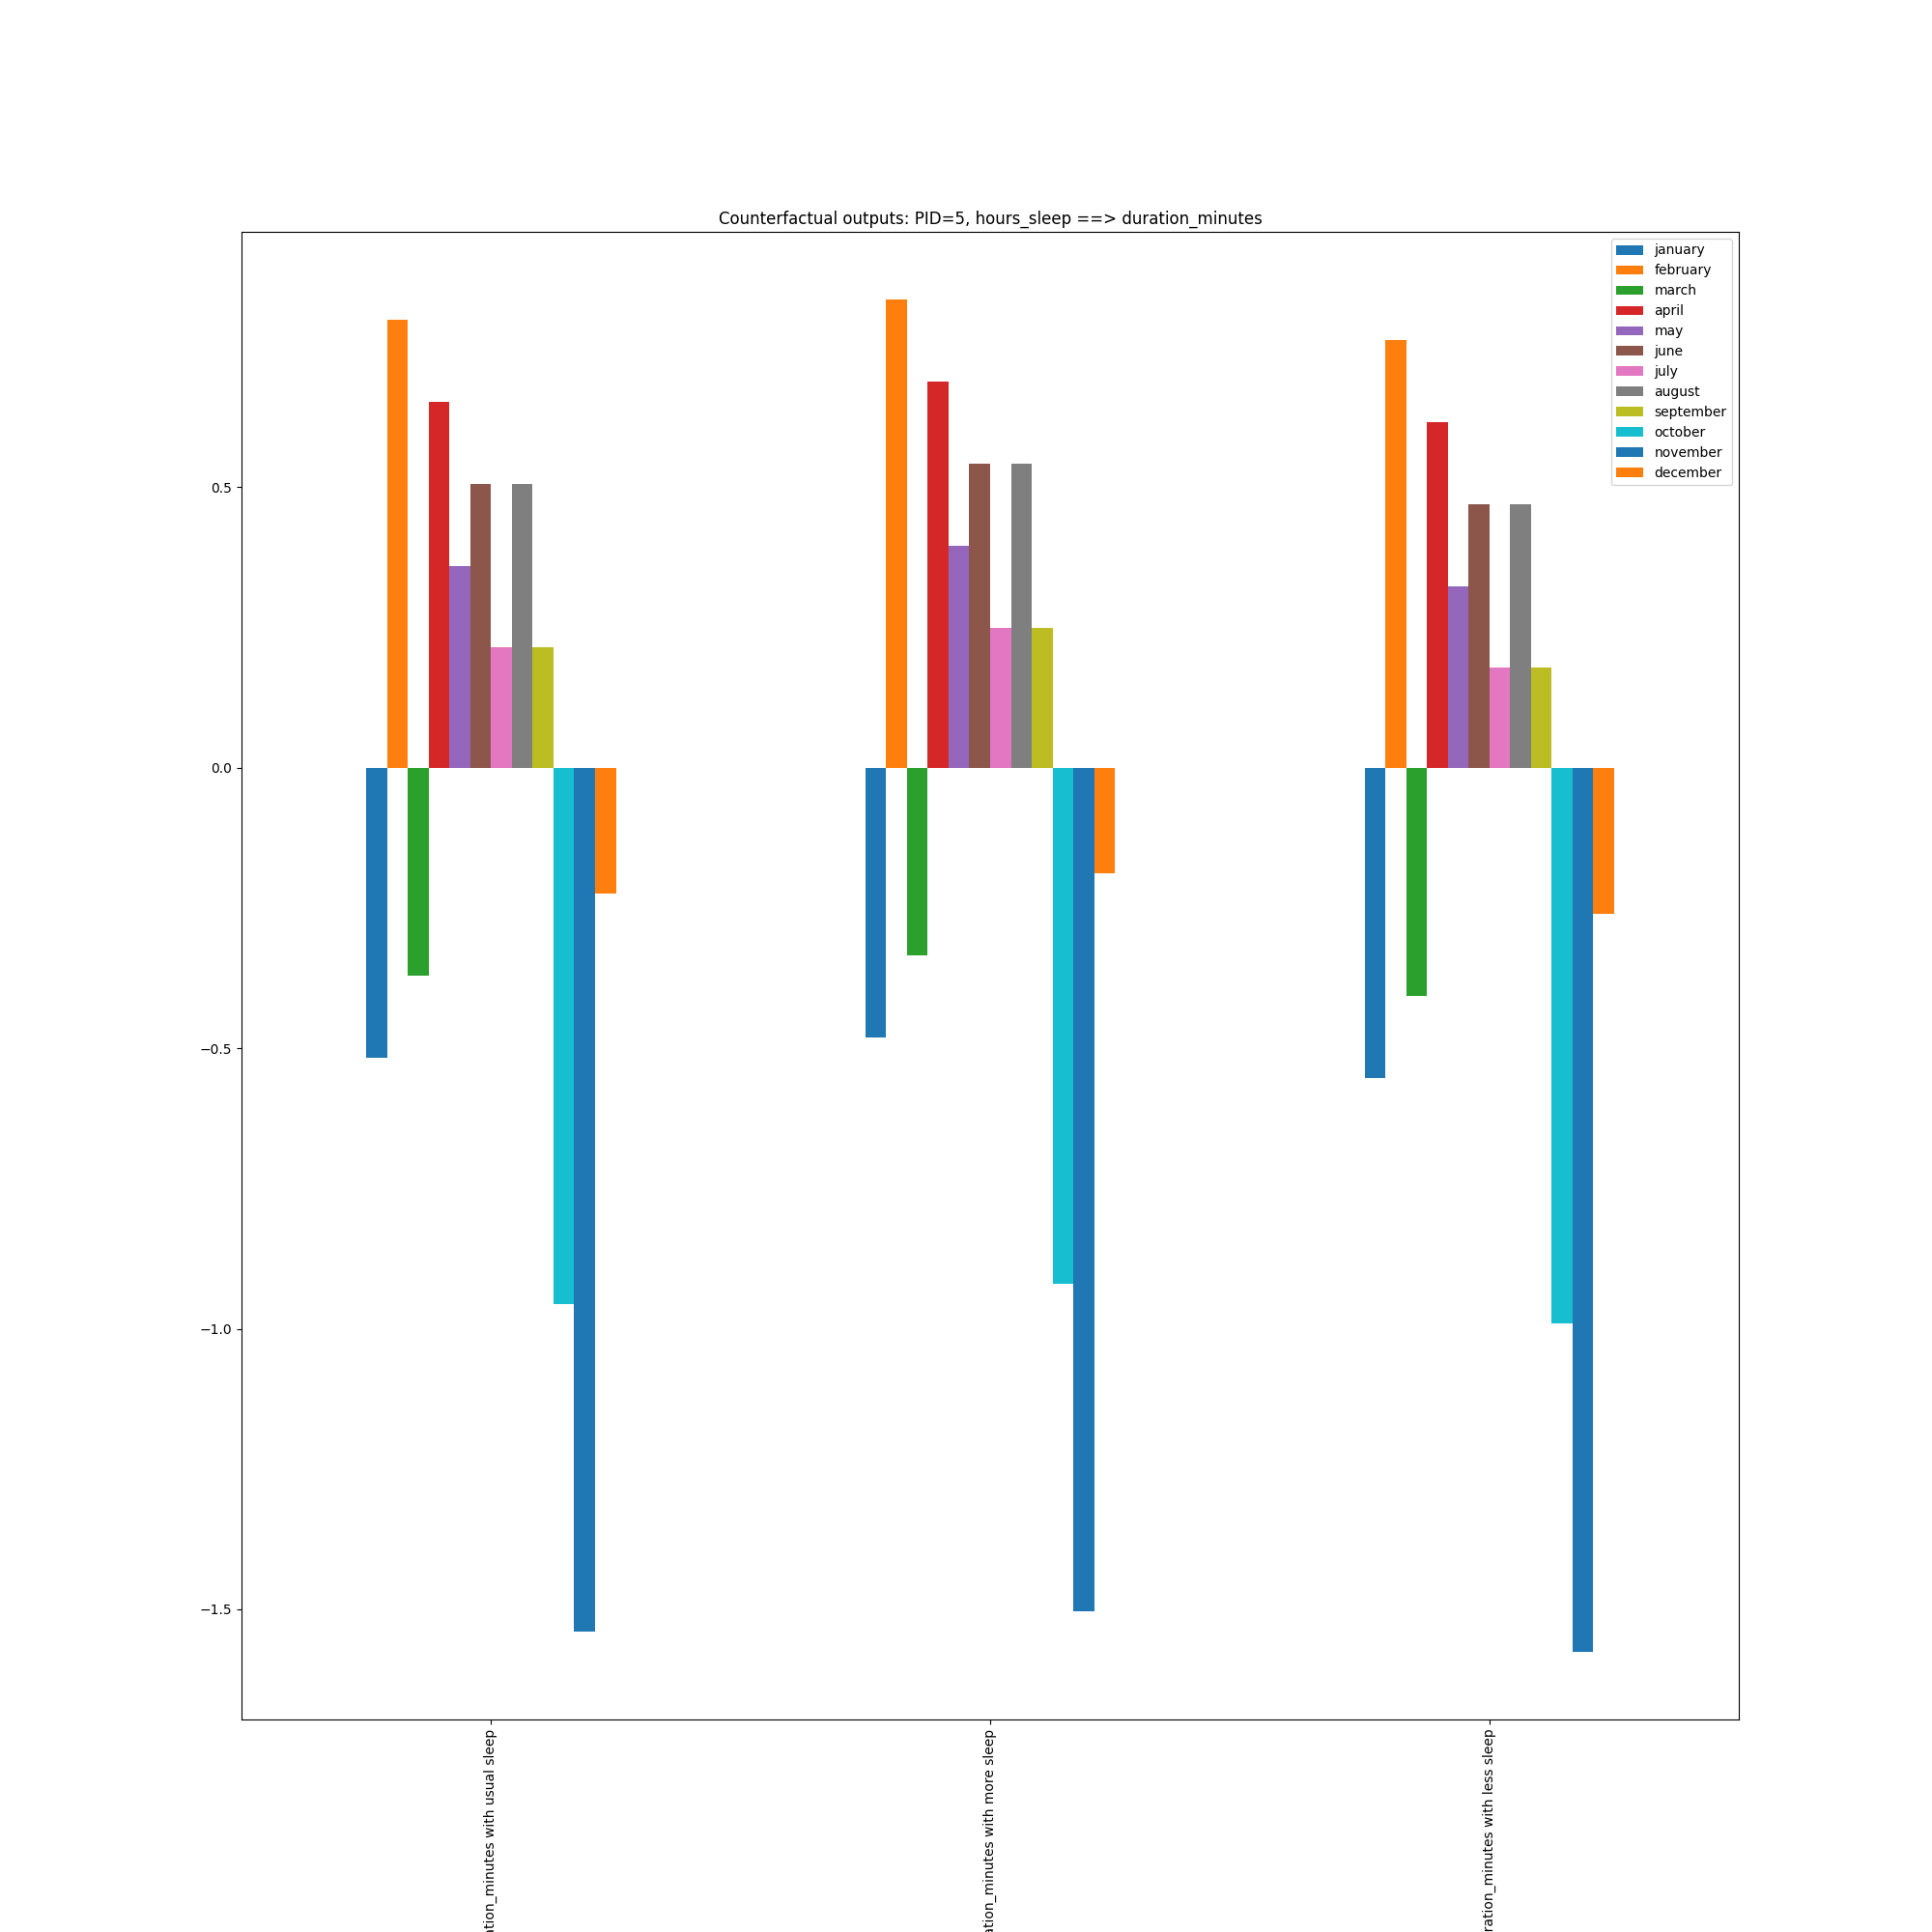 Counterfactual outputs: PID=5, hours_sleep ==> duration_minutes
january
february
march
april
may
june
july
august
september
october
november
december
0.5
0.0
−0.5
−1.0
−1.5
ation_minutes with usual sleep
ation_minutes with more sleep
ration_minutes with less sleep